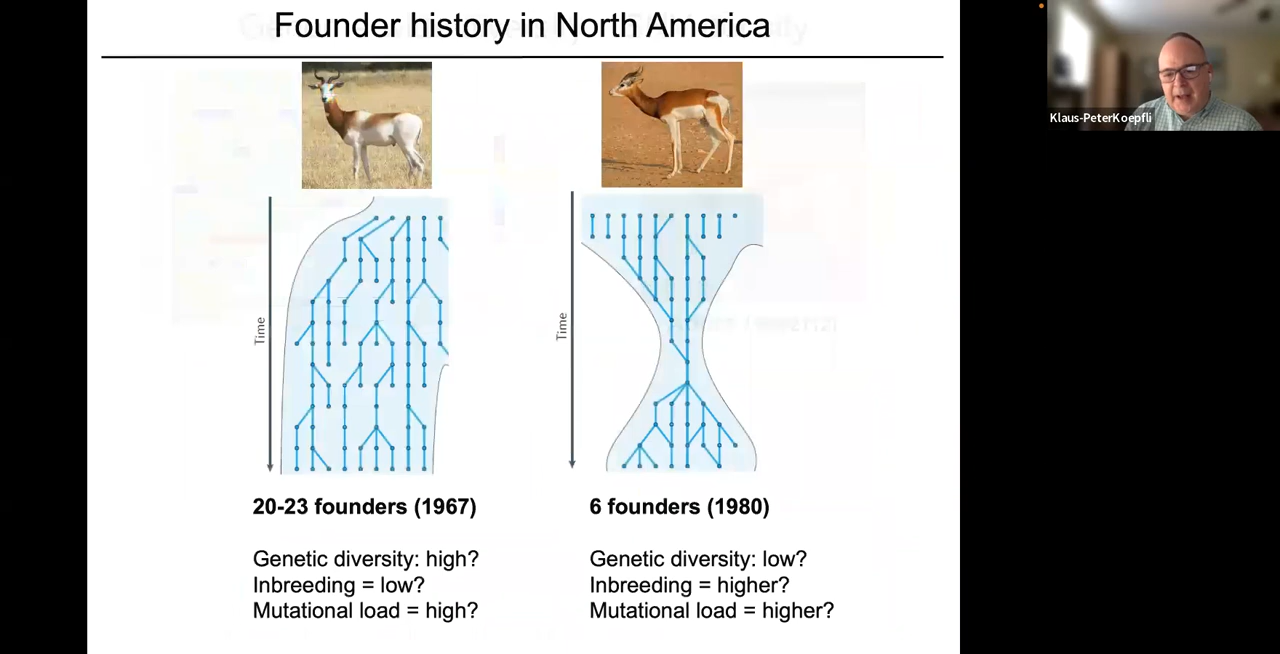 Founder history in North America
Klaus-PeterKoepfli
Time
Time
20-23 founders (1967)
Genetic diversity: high?
Inbreeding = low?
Mutational load = high?
6 founders (1980)
Genetic diversity: low?
Inbreeding = higher?
Mutational load = higher?